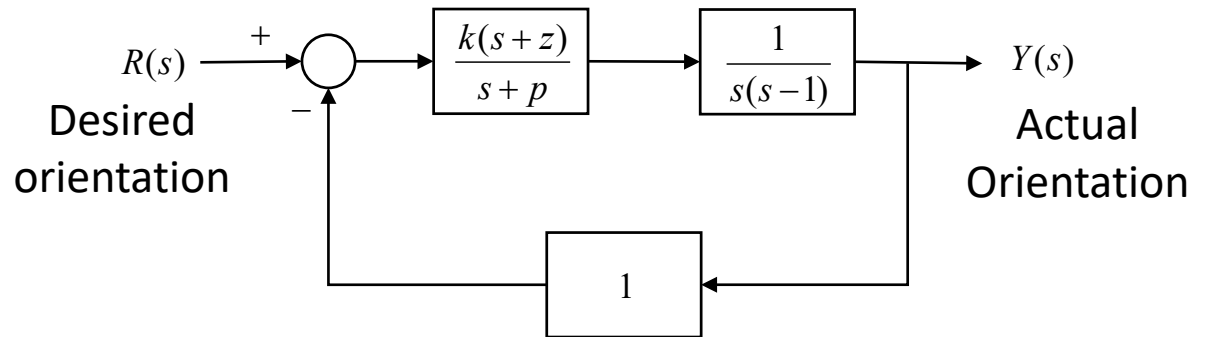 R(s)
Desired
orientation
+
−
k(s + z)
s + p
1
s(s − 1)
Y(s)
Actual
Orientation
1